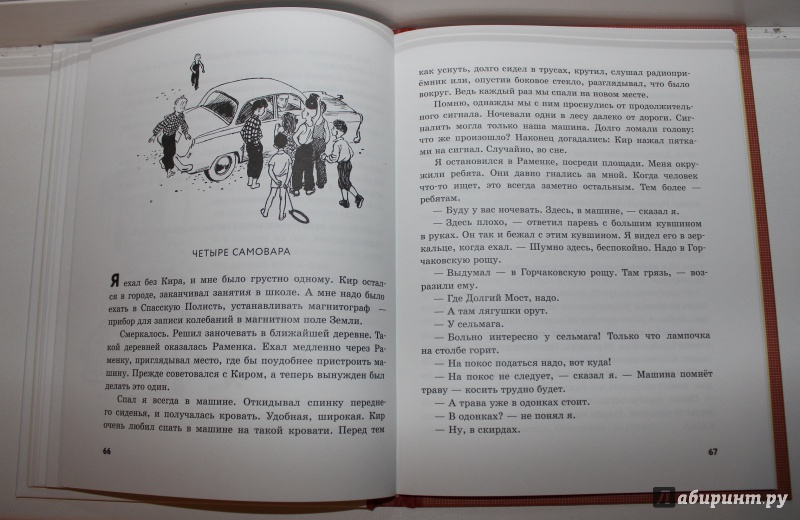 ЧЕТЫРЕ САМОВАРА
Я ехал без Кира, и мне было грустно одному. Кир остал-
ся в городе, заканчивал занятия в школе. А мне надо было
ехать в Спасскую Полисть, устанавливать магнитограф —
прибор для записи колебаний в магнитном поле Земли.
Смеркалось. Решил заночевать в ближайшей деревне. Та-
кой деревней оказалась Раменка. Ехал медленно через Ра-
менку, приглядывал место, где бы поудобнее пристроить ма-
шину. Прежде советовался с Киром, а теперь вынужден был
делать это один.
Спал я всегда в машине. Откидывал спинку передне-
го сиденья, и получалась кровать. Удобная, широкая. Кир
очень любил спать в машине на такой кровати. Перед тем
66
как уснуть, долго сидел в трусах, крутил, слушал радиопри-
ёмник или, опустив боковое стекло, разглядывал, что было
вокруг. Ведь каждый раз мы спали на новом месте.
Помню, однажды мы с ним проснулись от продолжитель-
ного сигнала. Ночевали одни в лесу далеко от дороги. Сиг-
налить могла только наша машина. Долго ломали голову:
что же произошло? Наконец догадались: Кир нажал пятка-
ми на сигнал. Случайно, во сне.
Я остановился в Раменке, посреди площади. Меня окру-
жили ребята. Они давно гнались за мной. Когда человек
что-то ищет, это всегда заметно остальным. Тем более —
ребятам.
— Буду у вас ночевать. Здесь, в машине, — сказал я.
— Здесь плохо, — ответил парень с большим кувшином
в руках. Он так и бежал с этим кувшином. Я видел его в зер-
кальце, когда ехал. — Шумно здесь, беспокойно. Надо в Гор-
чаковскую рощу.
— Выдумал — в Горчаковскую рощу. Там грязь, — воз-
разили ему.
— Где Долгий Мост, надо.
— А там лягушки орут.
— У сельмага.
— Больно интересно у сельмага! Только что лампочка
на столбе горит.
— На покос податься надо, вот куда!
— На покос не следует, — сказал я. — Машина помнёт
траву — косить трудно будет.
— А трава уже в одонках стоит.
— В одонках? — не понял я.
— Ну, в скирдах.
67
Лабиринт.ру